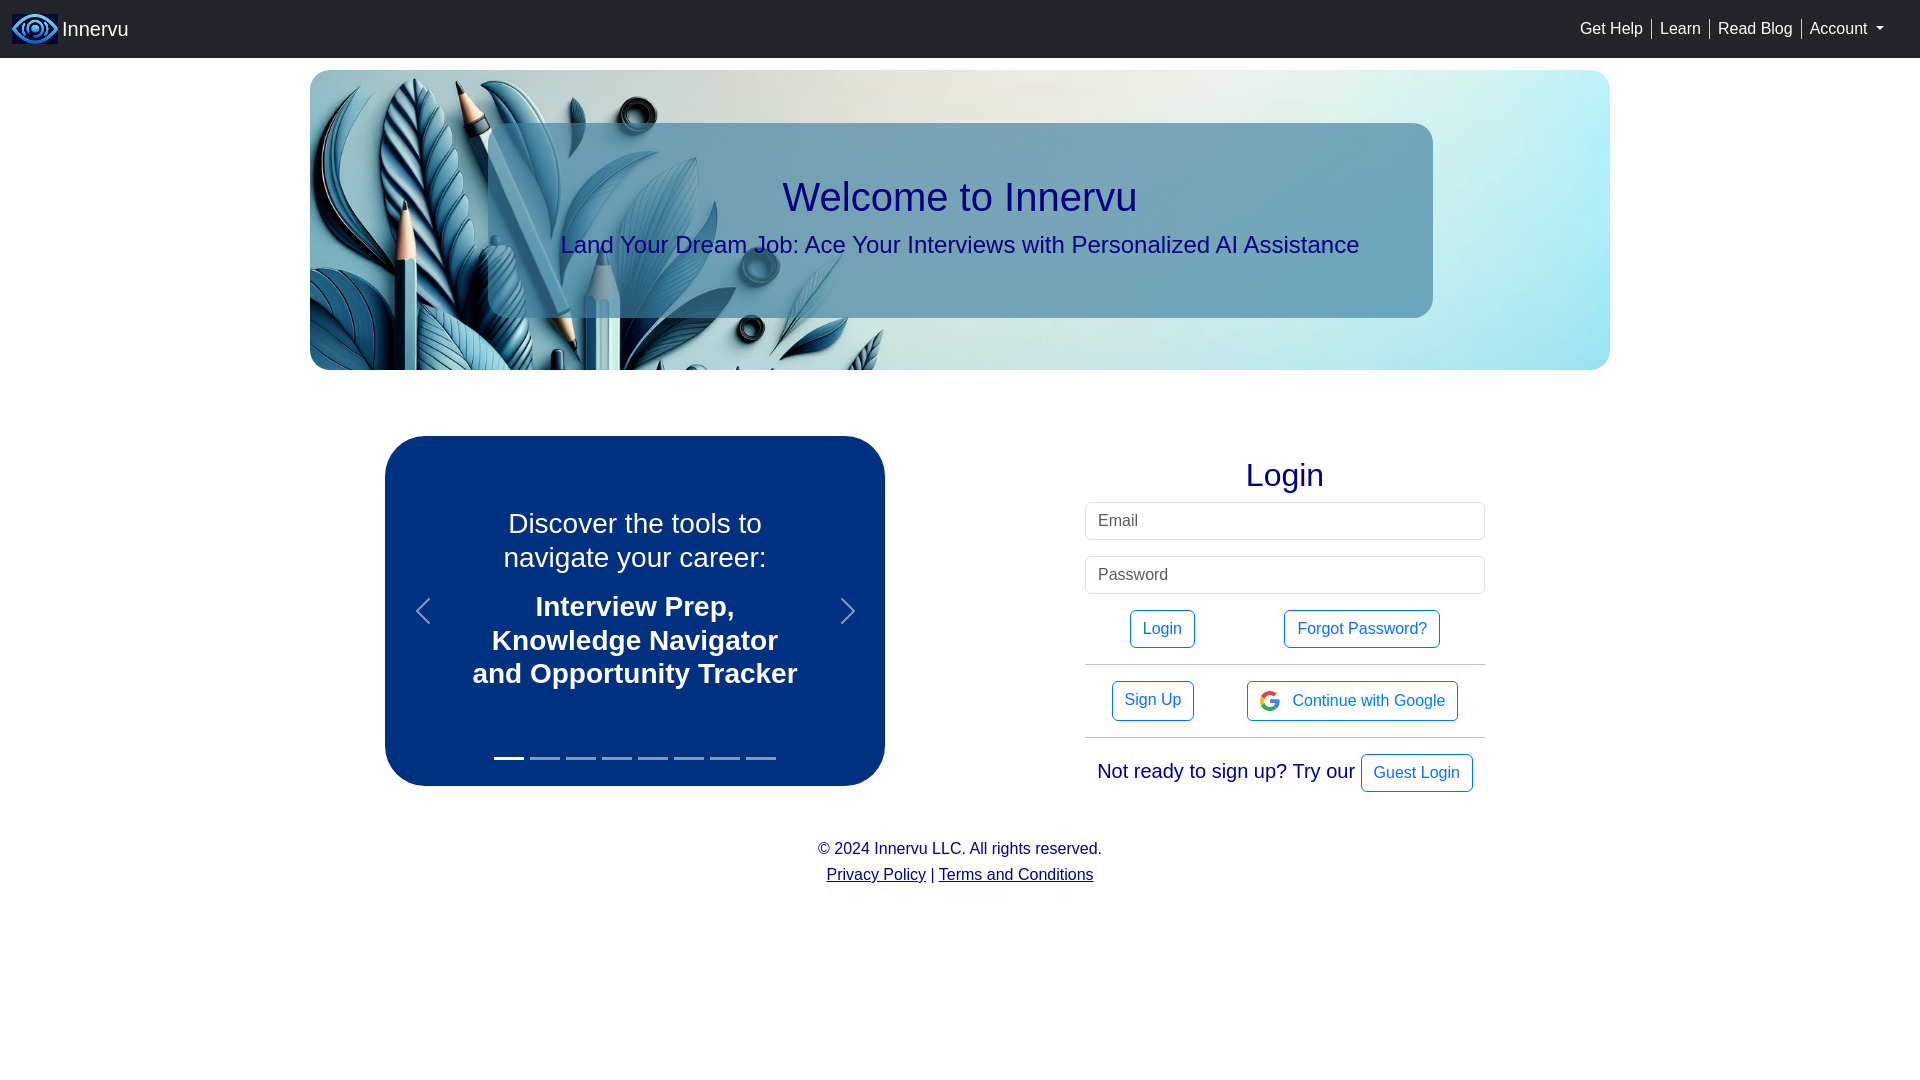 Innervu
Get Help
Learn
Read Blog
Account
Welcome to Innervu
Land Your Dream Job: Ace Your Interviews with Personalized AI Assistance
Discover the tools to
navigate your career:
Interview Prep,
Knowledge Navigator
and Opportunity Tracker
Login
Email
Password
Login
Forgot Password?
Sign Up
Continue with Google
Not ready to sign up? Try our
Guest Login
© 2024 Innervu LLC. All rights reserved.
Privacy Policy | Terms and Conditions